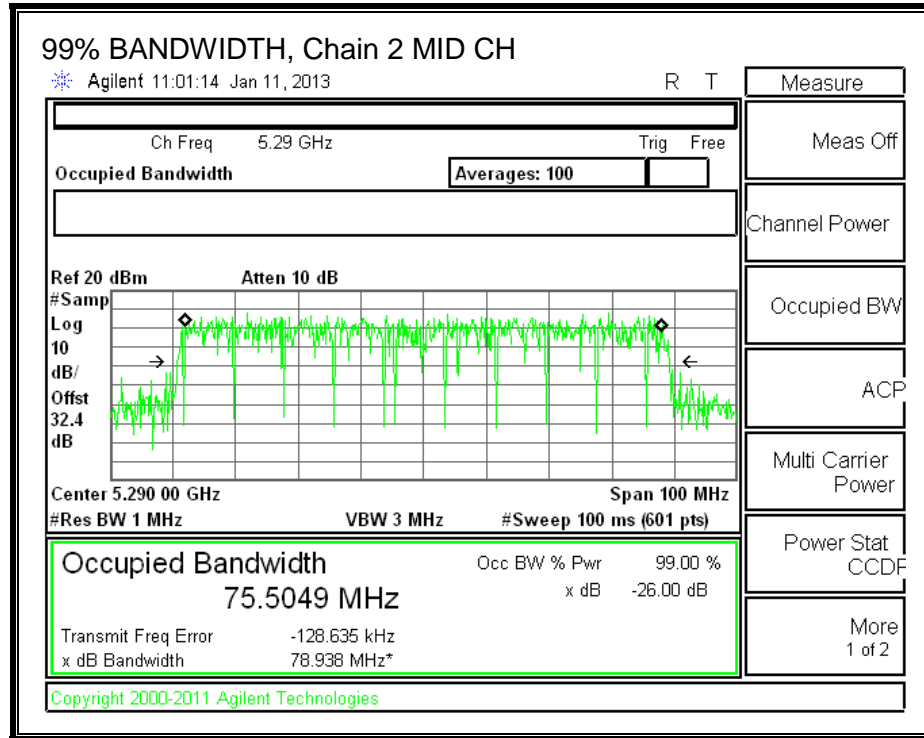 99% BANDWIDTH, Chain 2 MID CH
Agilent 11:01:14 Jan 11, 2013 R T
Measure
Ch Freq 5.29 GHz Trig Free
Occupied Bandwidth Averages: 100
Meas Off
Channel Power
Ref 20 dBm Atten 10 dB
#Samp
Log
10
dB/
Offst
32.4
dB
Occupied BW
ACP
Multi Carrier
Power
Center 5.290 00 GHz Span 100 MHz
#Res BW 1 MHz VBW 3 MHz #Sweep 100 ms (601 pts)
Occupied Bandwidth Occ BW % Pwr 99.00 %
75.5049 MHz x dB -26.00 dB
Transmit Freq Error -128.635 kHz
x dB Bandwidth 78.938 MHz*
Power Stat
CCDF
More
1 of 2
Copyright 2000-2011 Agilent Technologies